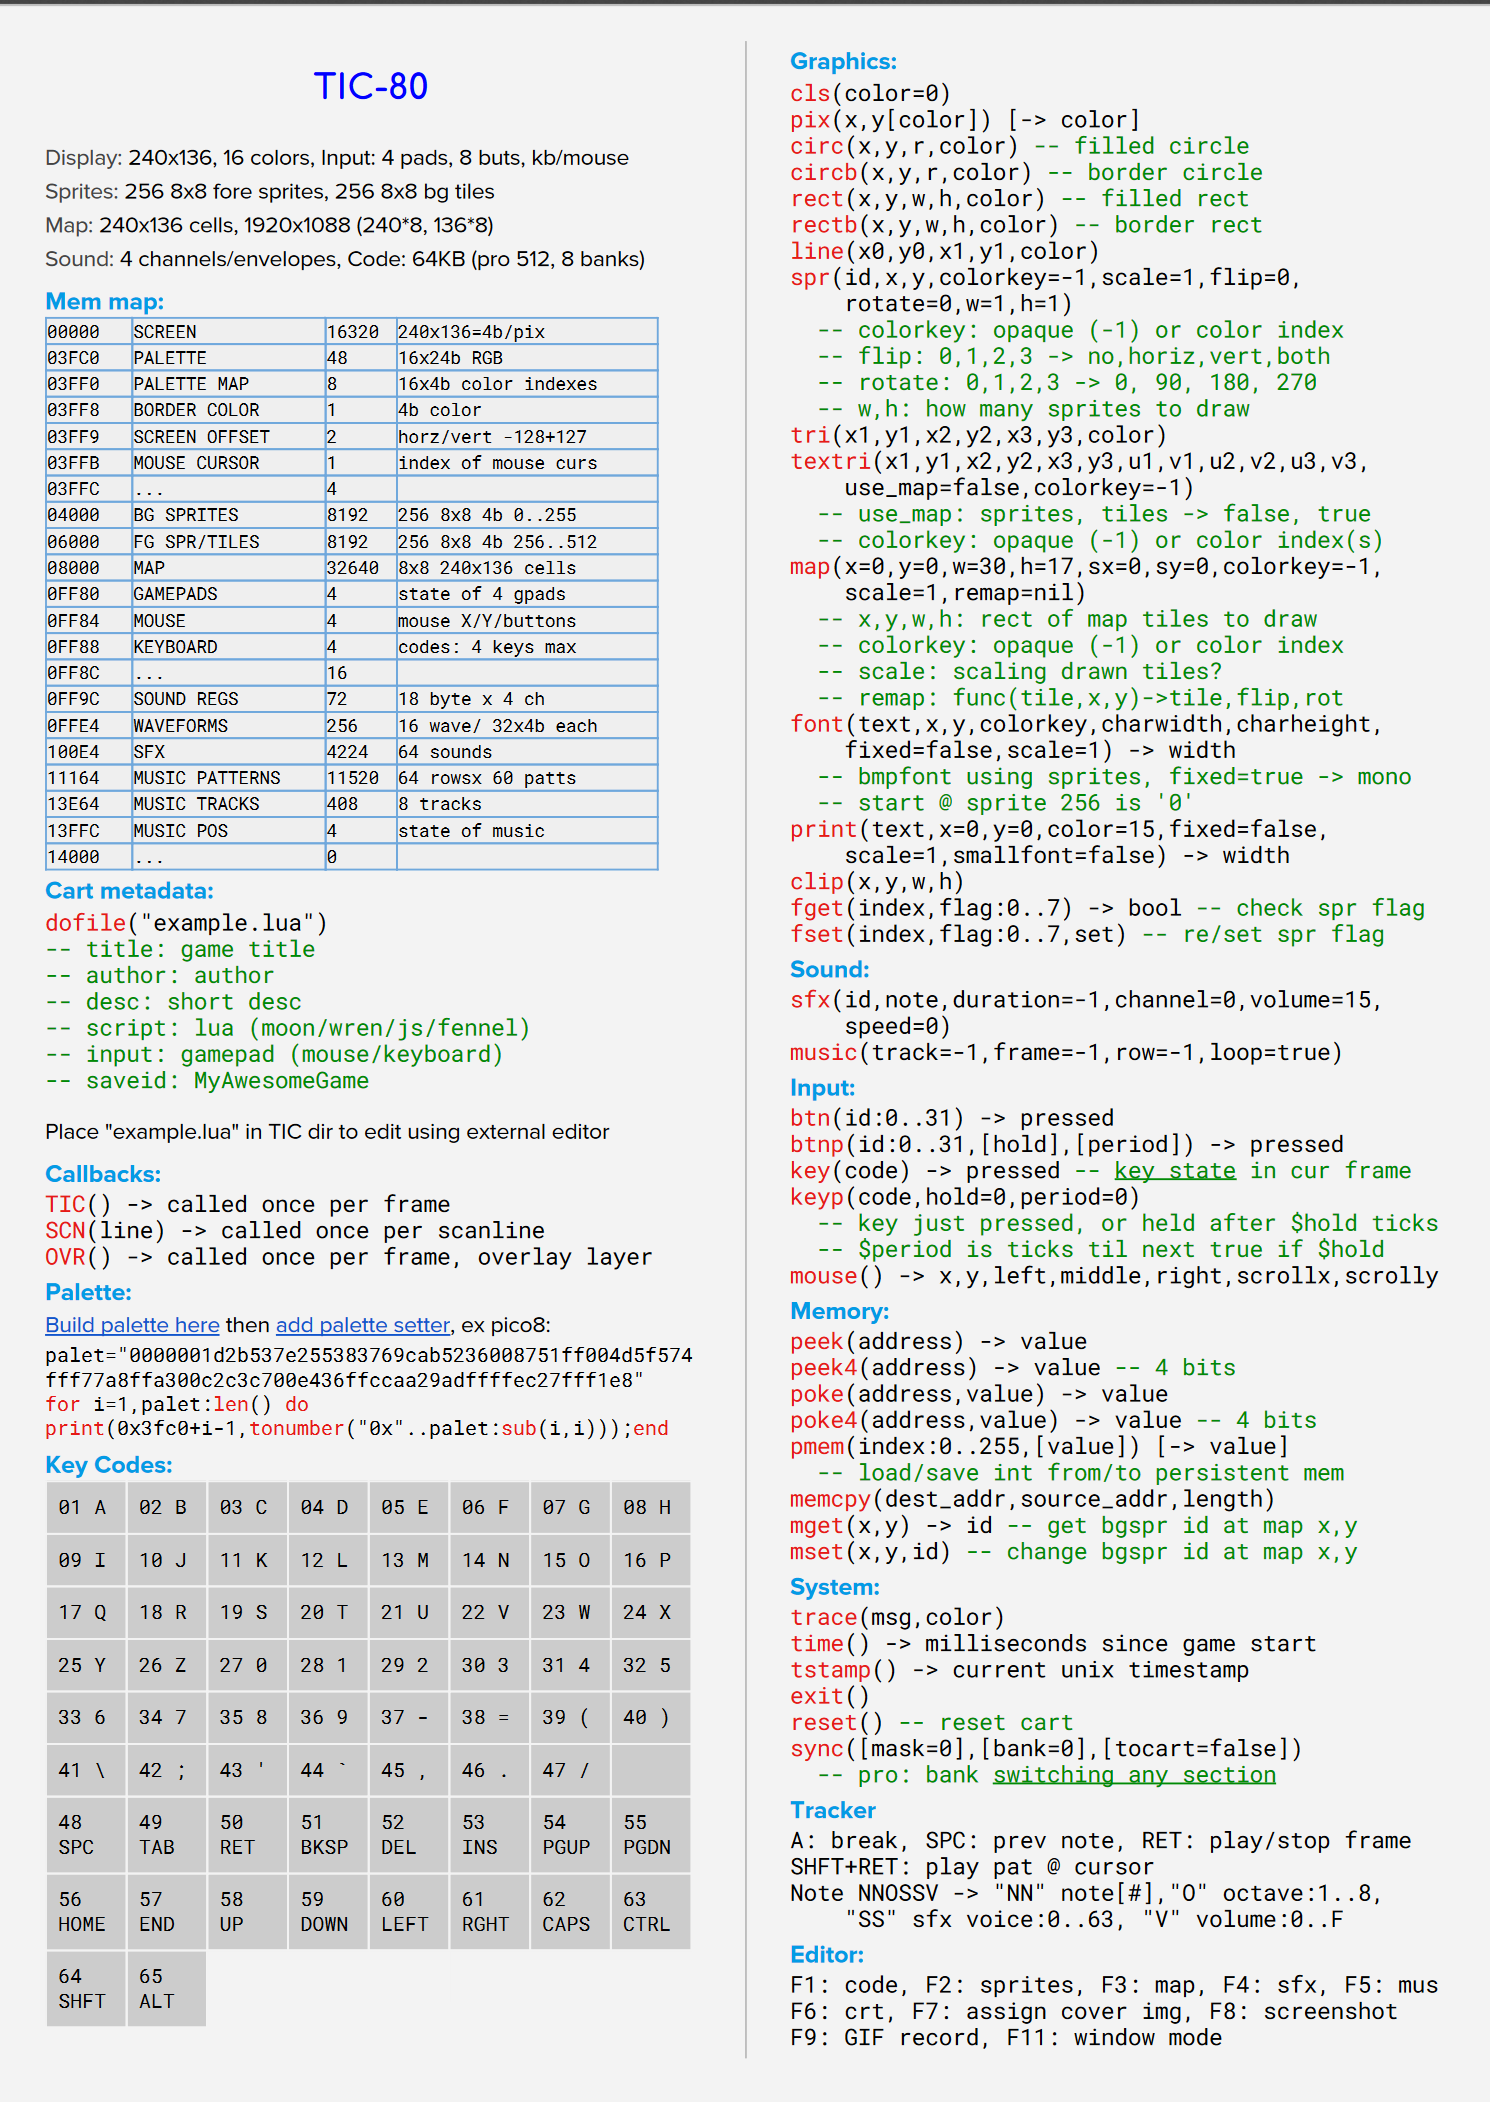 TIC-80
Display: 240x136, 16 colors, Input: 4 pads, 8 buts, kb/mouse
Sprites: 256 8x8 fore sprites, 256 8x8 bg tiles
Map: 240x136 cells, 1920x1088 (240*8, 136*8)
Sound: 4 channels/envelopes, Code: 64KB (pro 512, 8 banks)
Mem map:
00000 SCREEN 16320 240x136=4b/pix
03FC0 PALETTE 48 16x24b RGB
03FF0 PALETTE MAP 8 16x4b color indexes
03FF8 BORDER COLOR 1 4b color
03FF9 SCREEN OFFSET 2 horz/vert -128+127
03FFB MOUSE CURSOR 1 index of mouse curs
03FFC ... 4
04000 BG SPRITES 8192 256 8x8 4b 0..255
06000 FG SPR/TILES 8192 256 8x8 4b 256..512
08000 MAP 32640 8x8 240x136 cells
0FF80 GAMEPADS 4 state of 4 gpads
0FF84 MOUSE 4 mouse X/Y/buttons
0FF88 KEYBOARD 4 codes: 4 keys max
0FF8C ... 16
0FF9C SOUND REGS 72 18 byte x 4 ch
0FFE4 WAVEFORMS 256 16 wave/ 32x4b each
100E4 SFX 4224 64 sounds
11164 MUSIC PATTERNS 11520 64 rowsx 60 patts
13E64 MUSIC TRACKS 408 8 tracks
13FFC MUSIC POS 4 state of music
14000 ... 0
Cart metadata:
dofile("example.lua")
-- title: game title
-- author: author
-- desc: short desc
-- script: lua (moon/wren/js/fennel)
-- input: gamepad (mouse/keyboard)
-- saveid: MyAwesomeGame
Place "example.lua" in TIC dir to edit using external editor
Callbacks:
TIC() -> called once per frame
SCN(line) -> called once per scanline
OVR() -> called once per frame, overlay layer
Palette:
Build palette here then add palette setter, ex pico8:
palet="0000001d2b537e255383769cab5236008751ff004d5f574
fff77a8ffa300c2c3c700e436ffccaa29adffffec27fff1e8"
for i=1,palet:len() do
print(0x3fc0+i-1,tonumber("0x"..palet:sub(i,i)));end
Key Codes:
01 A 02 B 03 C 04 D 05 E 06 F 07 G 08 H
09 I 10 J 11 K 12 L 13 M 14 N 15 O 16 P
17 Q 18 R 19 S 20 T 21 U 22 V 23 W 24 X
25 Y 26 Z 27 0 28 1 29 2 30 3 31 4 32 5
33 6 34 7 35 8 36 9 37 - 38 = 39 ( 40 )
41 \ 42 ; 43 ' 44 ` 45 , 46 . 47 /
48 49 50 51 52 53 54 55
SPC TAB RET BKSP DEL INS PGUP PGDN
56 57 58 59 60 61 62 63
HOME END UP DOWN LEFT RGHT CAPS CTRL
64 65
SHFT ALT
Graphics:
cls(color=0)
pix(x,y[color]) [-> color]
circ(x,y,r,color) -- filled circle
circb(x,y,r,color) -- border circle
rect(x,y,w,h,color) -- filled rect
rectb(x,y,w,h,color) -- border rect
line(x0,y0,x1,y1,color)
spr(id,x,y,colorkey=-1,scale=1,flip=0,
rotate=0,w=1,h=1)
-- colorkey: opaque (-1) or color index
-- flip: 0,1,2,3 -> no,horiz,vert,both
-- rotate: 0,1,2,3 -> 0, 90, 180, 270
-- w,h: how many sprites to draw
tri(x1,y1,x2,y2,x3,y3,color)
textri(x1,y1,x2,y2,x3,y3,u1,v1,u2,v2,u3,v3,
use_map=false,colorkey=-1)
-- use_map: sprites, tiles -> false, true
-- colorkey: opaque (-1) or color index(s)
map(x=0,y=0,w=30,h=17,sx=0,sy=0,colorkey=-1,
scale=1,remap=nil)
-- x,y,w,h: rect of map tiles to draw
-- colorkey: opaque (-1) or color index
-- scale: scaling drawn tiles?
-- remap: func(tile,x,y)->tile,flip,rot
font(text,x,y,colorkey,charwidth,charheight,
fixed=false,scale=1) -> width
-- bmpfont using sprites, fixed=true -> mono
-- start @ sprite 256 is '0'
print(text,x=0,y=0,color=15,fixed=false,
scale=1,smallfont=false) -> width
clip(x,y,w,h)
fget(index,flag:0..7) -> bool -- check spr flag
fset(index,flag:0..7,set) -- re/set spr flag
Sound:
sfx(id,note,duration=-1,channel=0,volume=15,
speed=0)
music(track=-1,frame=-1,row=-1,loop=true)
Input:
btn(id:0..31) -> pressed
btnp(id:0..31,[hold],[period]) -> pressed
key(code) -> pressed -- key state in cur frame
keyp(code,hold=0,period=0)
-- key just pressed, or held after $hold ticks
-- $period is ticks til next true if $hold
mouse() -> x,y,left,middle,right,scrollx,scrolly
Memory:
peek(address) -> value
peek4(address) -> value -- 4 bits
poke(address,value) -> value
poke4(address,value) -> value -- 4 bits
pmem(index:0..255,[value]) [-> value]
-- load/save int from/to persistent mem
memcpy(dest_addr,source_addr,length)
mget(x,y) -> id -- get bgspr id at map x,y
mset(x,y,id) -- change bgspr id at map x,y
System:
trace(msg,color)
time() -> milliseconds since game start
tstamp() -> current unix timestamp
exit()
reset() -- reset cart
sync([mask=0],[bank=0],[tocart=false])
-- pro: bank switching any section
Tracker
A: break, SPC: prev note, RET: play/stop frame
SHFT+RET: play pat @ cursor
Note NNOSSV -> "NN" note[#],"O" octave:1..8,
"SS" sfx voice:0..63, "V" volume:0..F
Editor:
F1: code, F2: sprites, F3: map, F4: sfx, F5: mus
F6: crt, F7: assign cover img, F8: screenshot
F9: GIF record, F11: window mode